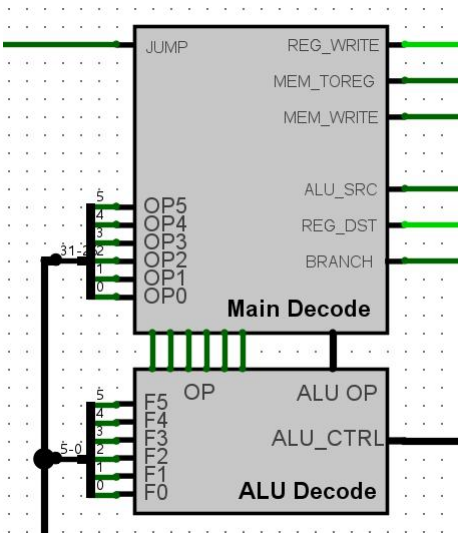 JUMP REG_WRITE
MEM_TOREG
MEM_WRITE
ALU_SRC
REG_DST
BRANCH
5 OP5
4 OP4
3 OP3
2 OP2
1 OP1
0 OP0
Main Decode
OP ALU OP
5 F5
4 F4
3 F3
2 F2
1 F1
0 F0
5-0
ALU_CTRL
ALU Decode